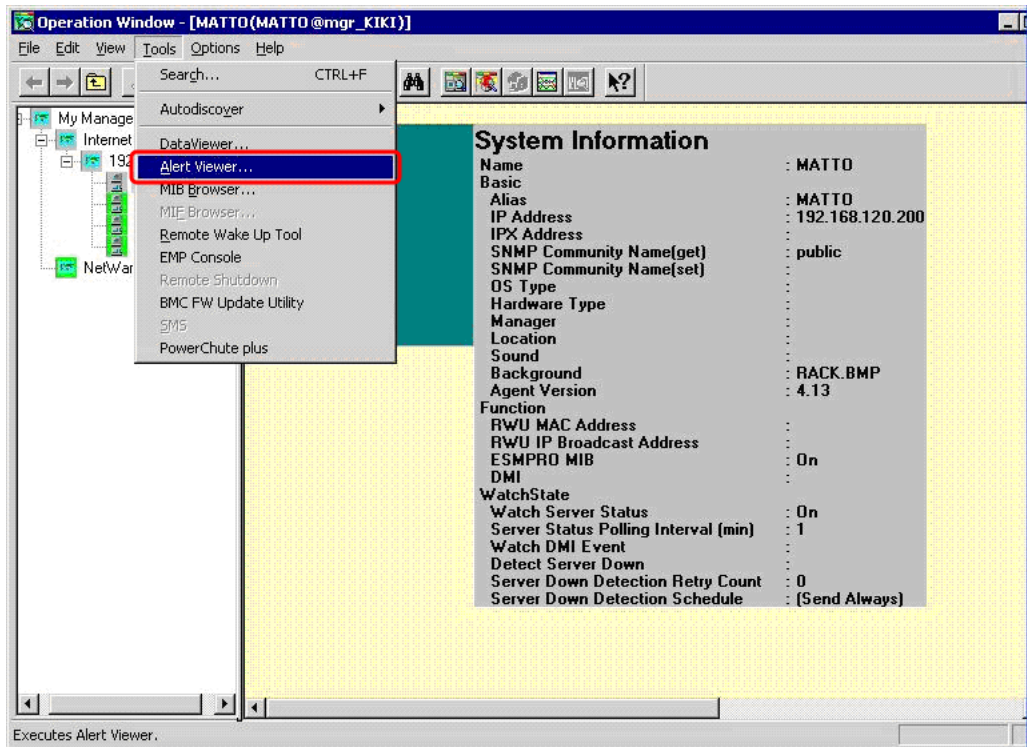 Operation Window - [MATTO(MATTO@mgr_KIKI)]
File Edit View Tools Options Help
Search... CTRL+F
Autodiscover
DataViewer...
Alert Viewer...
MIB Browser...
MIF Browser...
Remote Wake Up Tool
EMP Console
Remote Shutdown
BMC FW Update Utility
SMS
PowerChute plus
My Manage
Internet
192
NetWar
System Information
Name : MATTO
Basic
Alias : MATTO
IP Address : 192.168.120.200
IPX Address :
SNMP Community Name(get) : public
SNMP Community Name(set) :
OS Type :
Hardware Type :
Manager :
Location :
Sound :
Background : RACK.BMP
Agent Version : 4.13
Function
RWU MAC Address :
RWU IP Broadcast Address :
ESMPRO MIB : On
DMI :
WatchState
Watch Server Status : On
Server Status Polling Interval (min) : 1
Watch DMI Event :
Detect Server Down :
Server Down Detection Retry Count : 0
Server Down Detection Schedule : (Send Always)
Executes Alert Viewer.